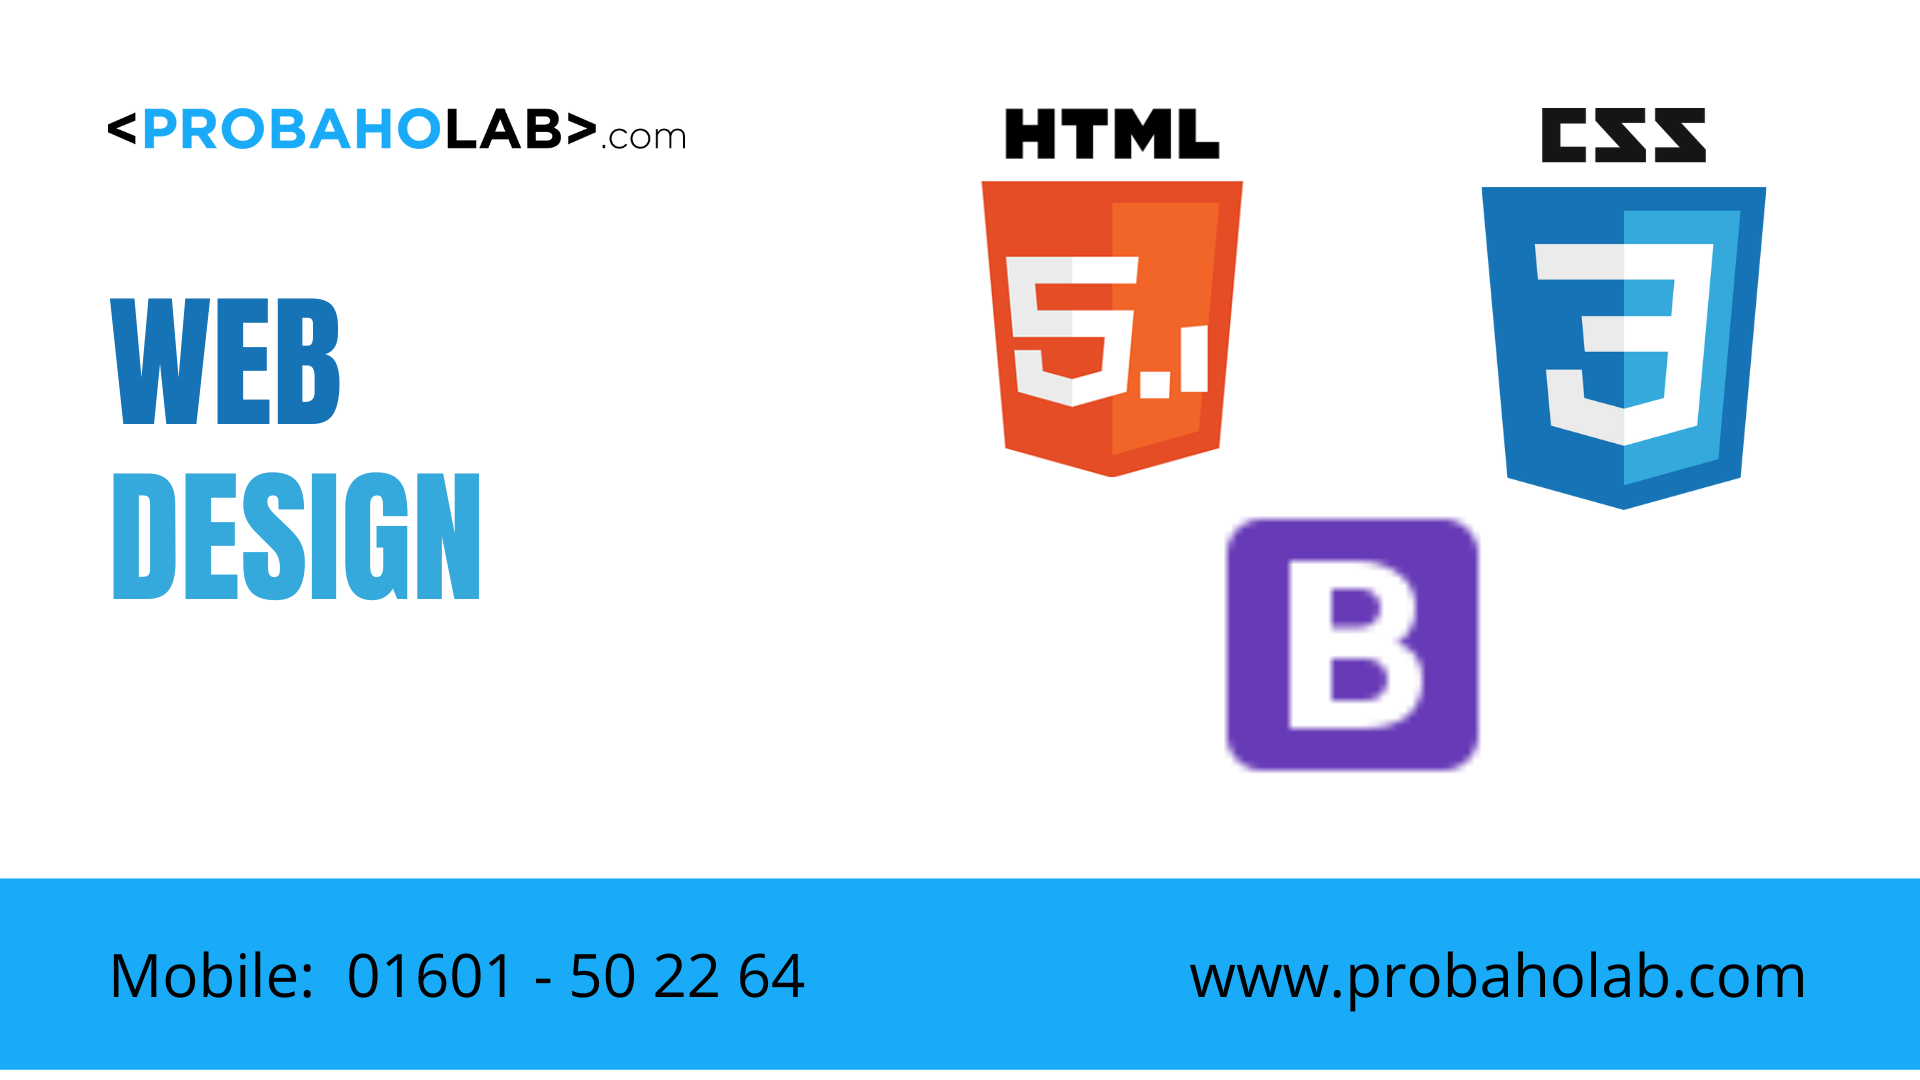 <PROBAHOLAB>.com
WEB
DESIGN
HTML
5.1
CSS
3
B
Mobile: 01601 - 50 22 64
www.probaholab.com